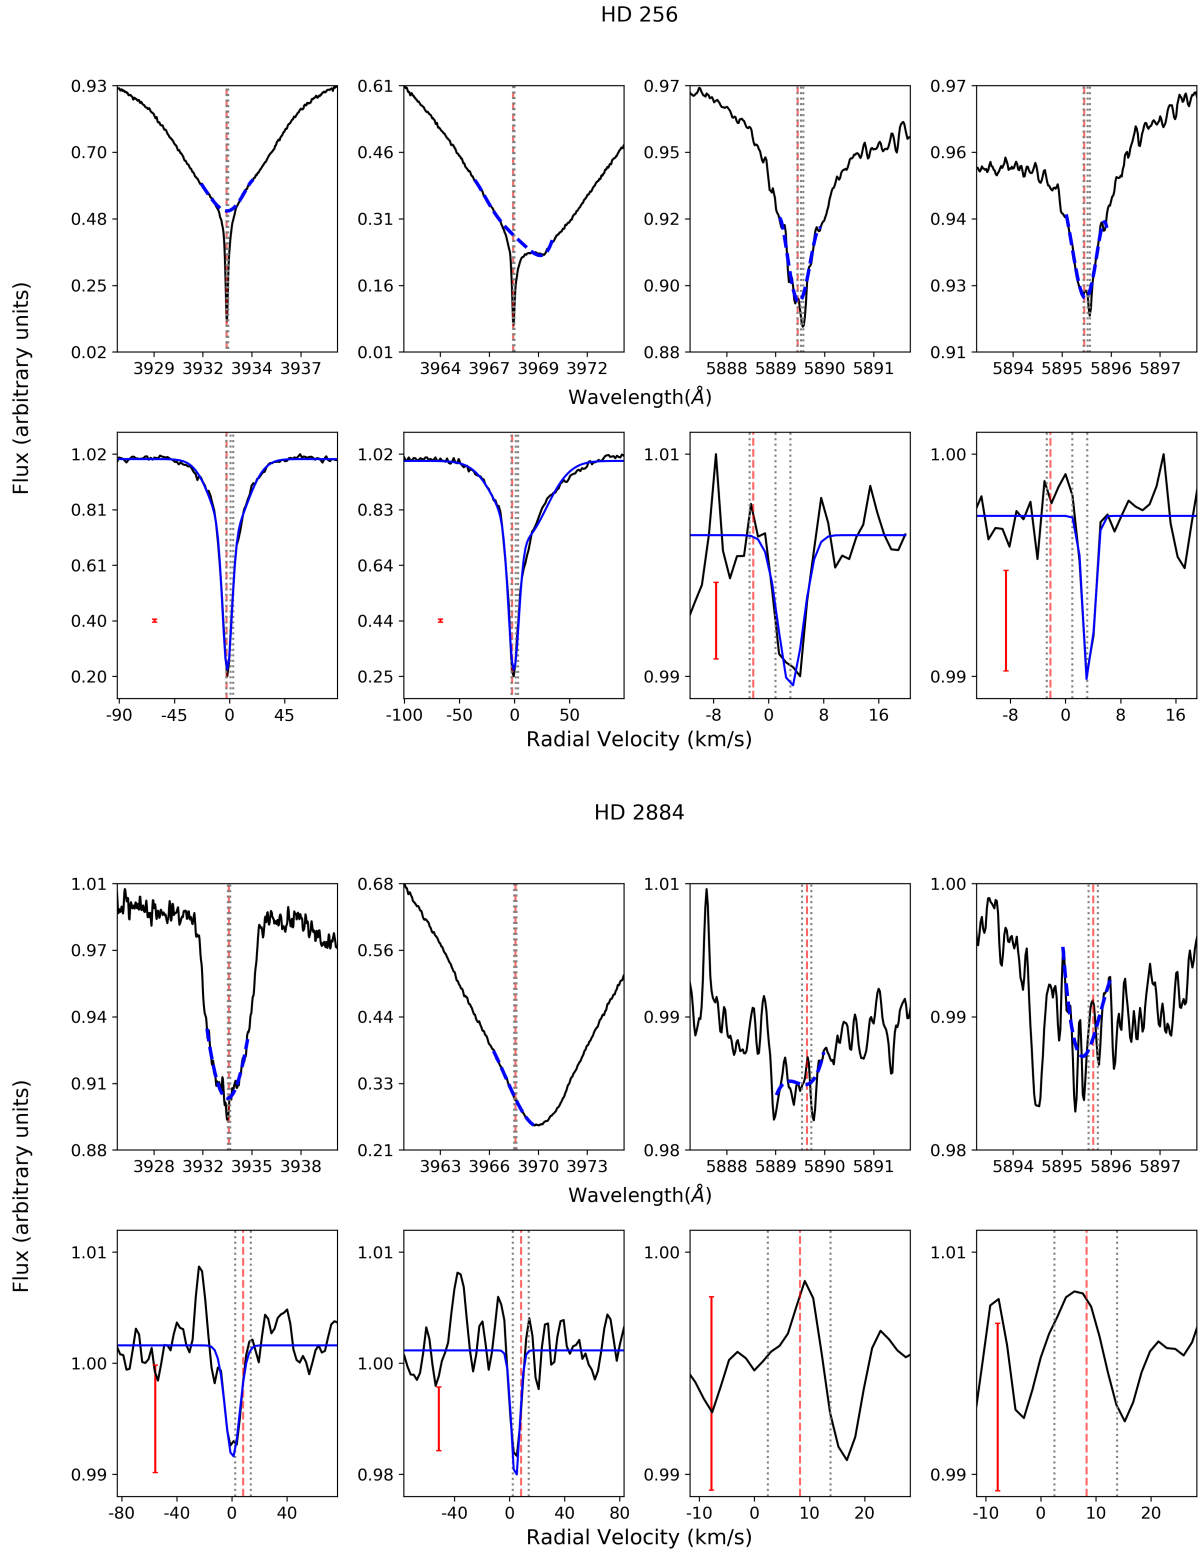 HD 256
0.93
0.70
0.48
0.25
0.02
3929 3932 3934 3937
0.61
0.46
0.31
0.16
0.01
3964 3967 3969 3972
0.97
0.95
0.92
0.90
0.88
5888 5889 5890 5891
0.97
0.96
0.94
0.93
0.91
5894 5895 5896 5897
Wavelength(Å)
Flux (arbitrary units)
1.02
0.81
0.61
0.40
0.20
-90 -45 0 45
1.02
0.83
0.64
0.44
0.25
-100 -50 0 50
1.01
0.99
-8 0 8 16
1.00
0.99
-8 0 8 16
Radial Velocity (km/s)
HD 2884
1.01
0.97
0.94
0.91
0.88
3928 3932 3935 3938
0.68
0.56
0.44
0.33
0.21
3963 3966 3970 3973
1.01
0.99
0.98
5888 5889 5890 5891
1.00
0.99
0.98
5894 5895 5896 5897
Wavelength(Å)
Flux (arbitrary units)
1.01
1.00
0.99
-80 -40 0 40
1.01
1.00
0.98
-40 0 40 80
1.00
0.99
-10 0 10 20
1.01
0.99
-10 0 10 20
Radial Velocity (km/s)